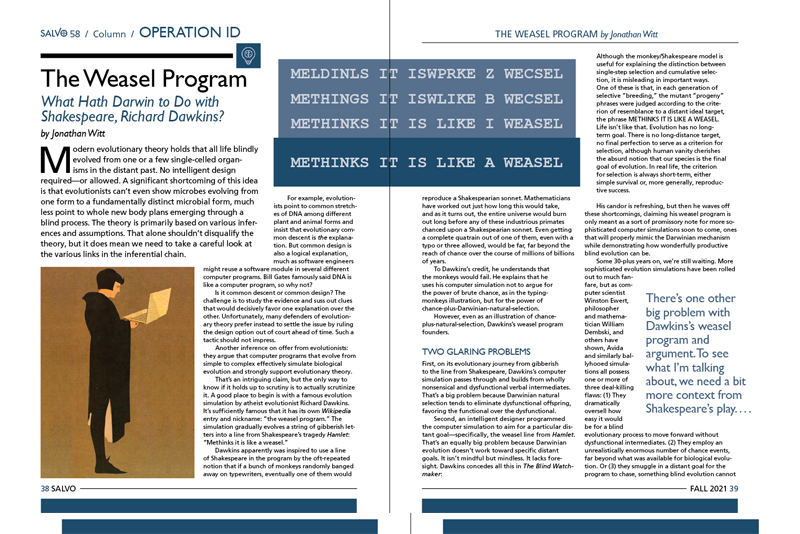 SALVO 58 / Column / OPERATION ID
The Weasel Program
What Hath Darwin to Do with
Shakespeare, Richard Dawkins?
by Jonathan Witt
Modern evolutionary theory holds that all life blindly
evolved from one or a few single-celled organ-
isms in the distant past. No intelligent design
required—or allowed. A significant shortcoming of this idea
is that evolutionists can't even show microbes evolving from
one form to a fundamentally distinct microbial form, much
less point to whole new body plans emerging through a
blind process. The theory is primarily based on various infer-
ences and assumptions. That alone shouldn't disqualify the
theory, but it does mean we need to take a careful look at
the various links in the inferential chain.
For example, evolution-
ists point to common stretch-
es of DNA among different
plant and animal forms and
insist that evolutionary com-
mon descent is the explana-
tion. But common design is
also a logical explanation,
much as software engineers
might reuse a software module in several different
computer programs. Bill Gates famously said DNA is
like a computer program, so why not?
Is it common descent or common design? The
challenge is to study the evidence and suss out clues
that would decisively favor one explanation over the
other. Unfortunately, many defenders of evolution-
ary theory prefer instead to settle the issue by ruling
the design option out of court ahead of time. Such a
tactic should not impress.
Another inference on offer from evolutionists:
they argue that computer programs that evolve from
simple to complex effectively simulate biological
evolution and strongly support evolutionary theory.
That's an intriguing claim, but the only way to
know if it holds up to scrutiny is to actually scrutinize
it. A good place to begin is with a famous evolution
simulation by atheist evolutionist Richard Dawkins.
It's sufficiently famous that it has its own Wikipedia
entry and nickname: "the weasel program." The
simulation gradually evolves a string of gibberish let-
ters into a line from Shakespeare's tragedy Hamlet:
"Methinks it is like a weasel."
Dawkins apparently was inspired to use a line
of Shakespeare in the program by the oft-repeated
notion that if a bunch of monkeys randomly banged
away on typewriters, eventually one of them would
38 SALVO
THE WEASEL PROGRAM by Jonathan Witt
MELDINLS IT ISWPRKE Z WECSEL
METHINGS IT ISWLIKE B WECSEL
METHINKS IT IS LIKE I WEASEL
METHINKS IT IS LIKE A WEASEL
reproduce a Shakespearian sonnet. Mathematicians
have worked out just how long this would take,
and as it turns out, the entire universe would burn
out long before any of these industrious primates
chanced upon a Shakespearian sonnet. Even getting
a complete quatrain out of one of them, even with a
typo or three allowed, would be far, far beyond the
reach of chance over the course of millions of billions
of years.
To Dawkins's credit, he understands that
the monkeys would fail. He explains that he
uses his computer simulation not to argue for
the power of brute chance, as in the typing-
monkeys illustration, but for the power of
chance-plus-Darwinian-natural-selection.
However, even as an illustration of chance-
plus-natural-selection, Dawkins's weasel program
founders.
TWO GLARING PROBLEMS
First, on its evolutionary journey from gibberish
to the line from Shakespeare, Dawkins's computer
simulation passes through and builds from wholly
nonsensical and dysfunctional verbal intermediates.
That's a big problem because Darwinian natural
selection tends to eliminate dysfunctional offspring,
favoring the functional over the dysfunctional.
Second, an intelligent designer programmed
the computer simulation to aim for a particular dis-
tant goal—specifically, the weasel line from Hamlet.
That's an equally big problem because Darwinian
evolution doesn't work toward specific distant
goals. It isn't mindful but mindless. It lacks fore-
sight. Dawkins concedes all this in The Blind Watch-
maker:
Although the monkey/Shakespeare model is
useful for explaining the distinction between
single-step selection and cumulative selec-
tion, it is misleading in important ways.
One of these is that, in each generation of
selective "breeding," the mutant "progeny"
phrases were judged according to the crite-
rion of resemblance to a distant ideal target,
the phrase METHINKS IT IS LIKE A WEASEL.
Life isn't like that. Evolution has no long-
term goal. There is no long-distance target,
no final perfection to serve as a criterion for
selection, although human vanity cherishes
the absurd notion that our species is the final
goal of evolution. In real life, the criterion
for selection is always short-term, either
simple survival or, more generally, reproduc-
tive success.
His candor is refreshing, but then he waves off
these shortcomings, claiming his weasel program is
only meant as a sort of promissory note for more so-
phisticated computer simulations soon to come, ones
that will properly mimic the Darwinian mechanism
while demonstrating how wonderfully productive
blind evolution can be.
Some 30-plus years on, we're still waiting. More
sophisticated evolution simulations have been rolled
out to much fan-
fare, but as com-
puter scientist
Winston Ewert,
philosopher
and mathema-
tician William
Dembski, and
others have
shown, Avida
and similarly bal-
lyhooed simula-
tions all possess
one or more of
three deal-killing
flaws: (1) They
dramatically
oversell how
easy it would
be for a blind
evolutionary process to move forward without
dysfunctional intermediates. (2) They employ an
unrealistically enormous number of chance events,
far beyond what was available for biological evolu-
tion. Or (3) they smuggle in a distant goal for the
program to chase, something blind evolution cannot
There's one other
big problem with
Dawkins's weasel
program and
argument. To see
what I'm talking
about, we need a bit
more context from
Shakespeare's play. . . .
FALL 2021 39